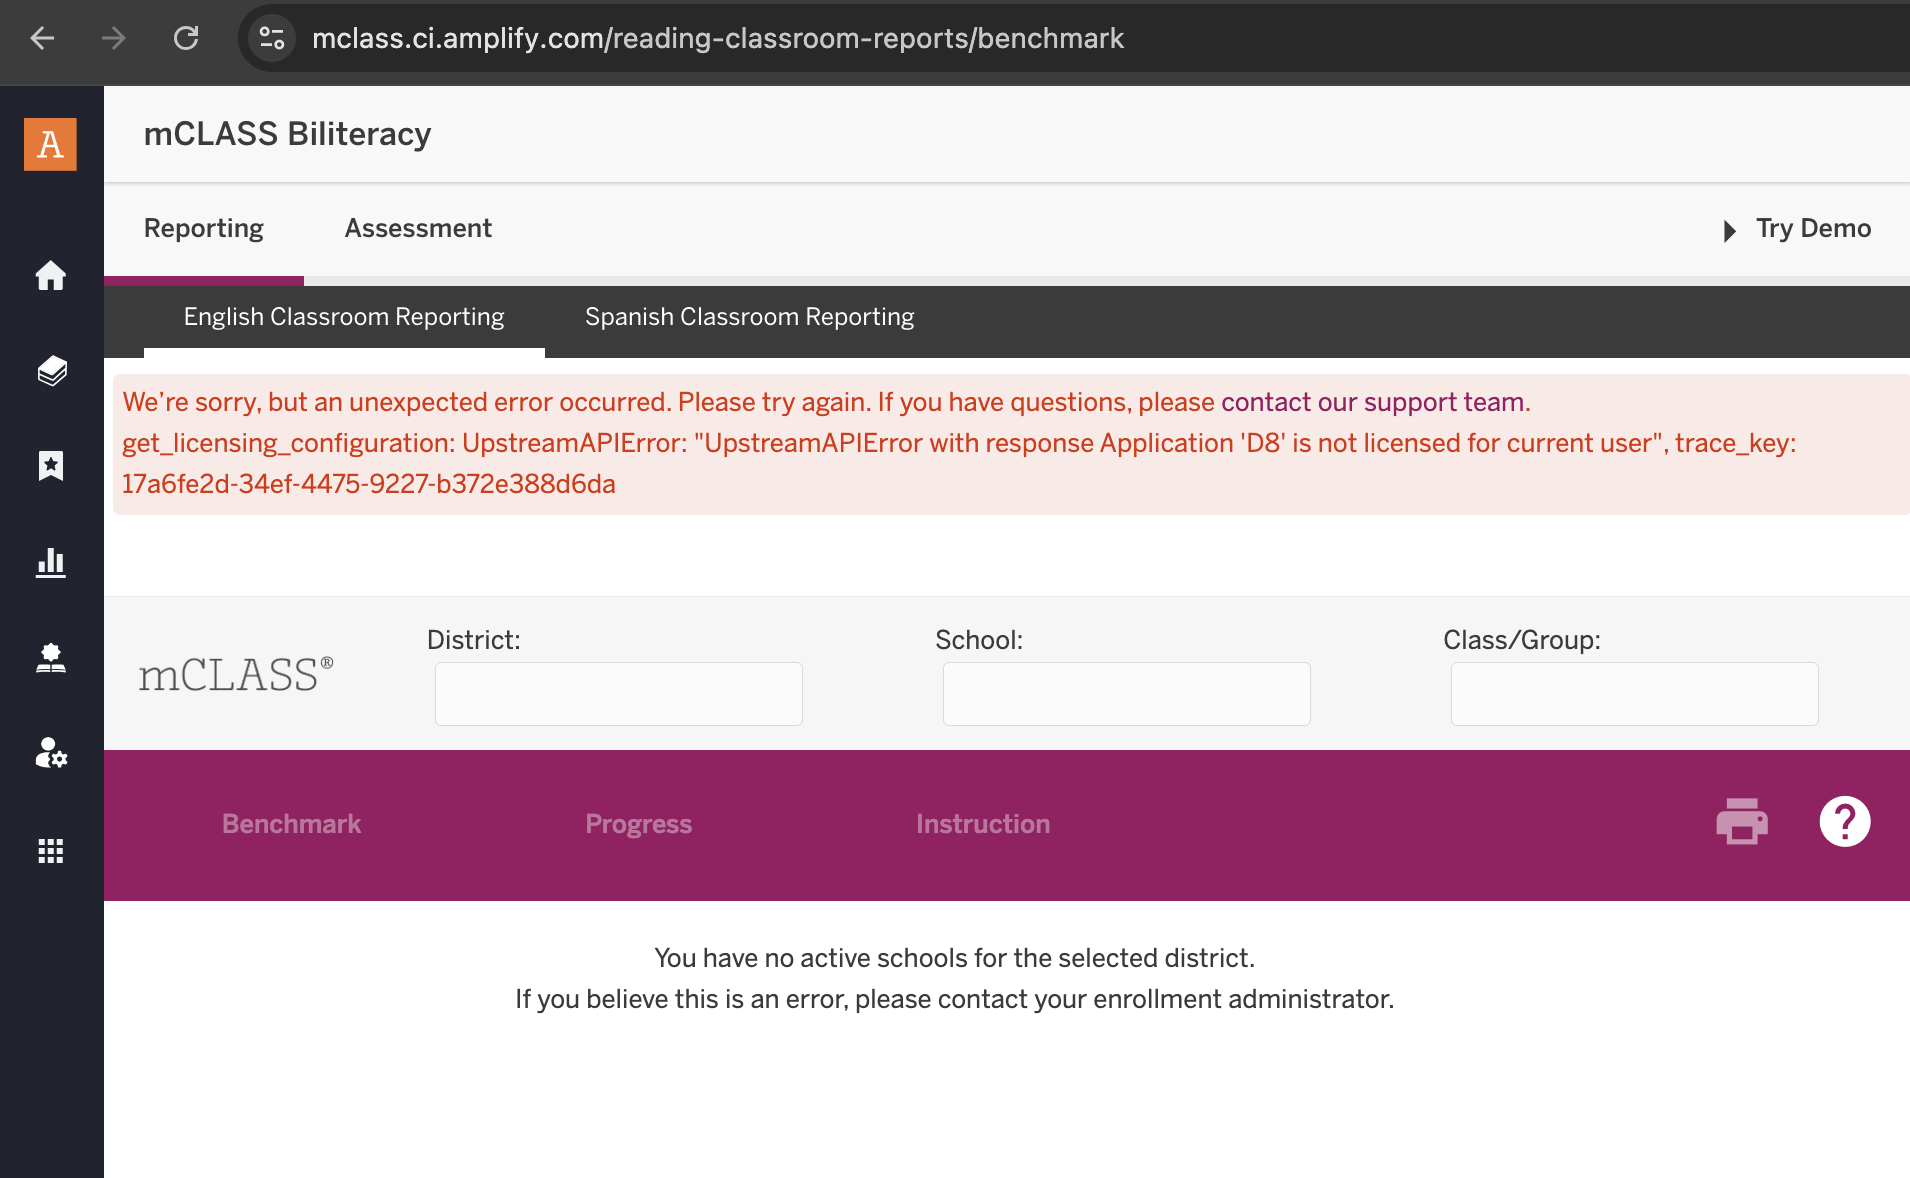 mclass.ci.amplify.com/reading-classroom-reports/benchmark
A
mCLASS Biliteracy
Reporting
Assessment
Try Demo
English Classroom Reporting
Spanish Classroom Reporting
We’re sorry, but an unexpected error occurred. Please try again. If you have questions, please contact our support team.
get_licensing_configuration: UpstreamAPIError: "UpstreamAPIError with response Application 'D8' is not licensed for current user", trace_key:
17a6fe2d-34ef-4475-9227-b372e388d6da
District:
School:
Class/Group:
mCLASS®
Benchmark
Progress
Instruction
?
You have no active schools for the selected district.
If you believe this is an error, please contact your enrollment administrator.